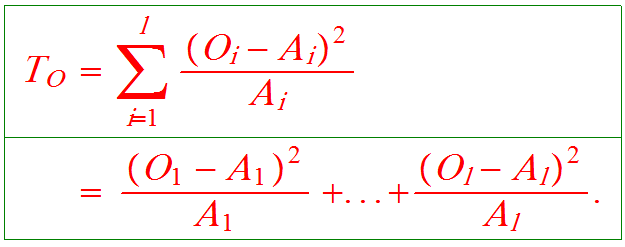 T_O = \sum_{i=1}^{l} \frac{(O_i - A_i)^2}{A_i}
= \frac{(O_1 - A_1)^2}{A_1} + \ldots + \frac{(O_l - A_l)^2}{A_l}.